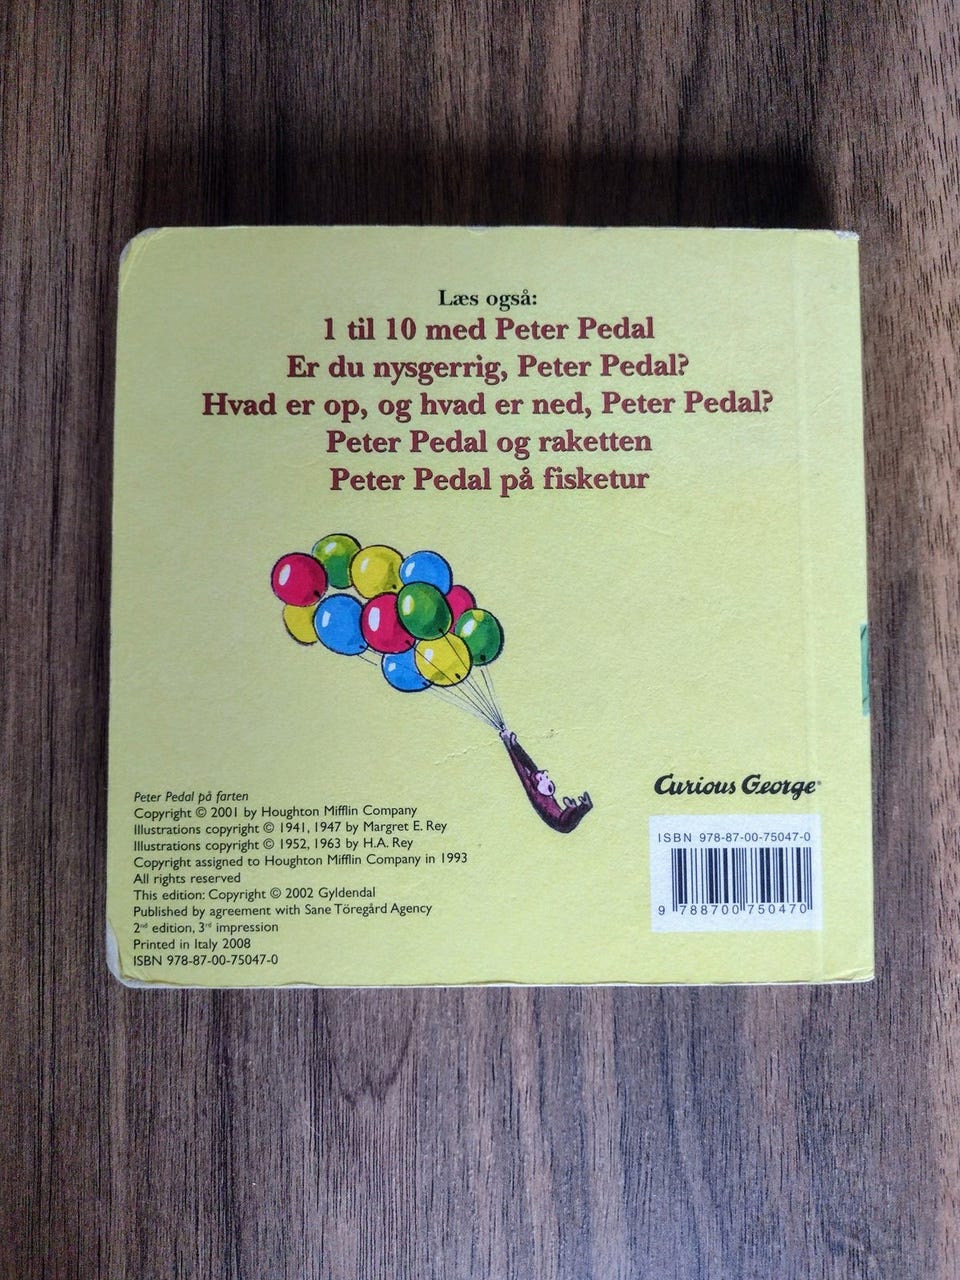 Læs også:
1 til 10 med Peter Pedal
Er du nysgerrig, Peter Pedal?
Hvad er op, og hvad er ned, Peter Pedal?
Peter Pedal og raketten
Peter Pedal på fisketur
Peter Pedal på farten
Copyright © 2001 by Houghton Mifflin Company
Illustrations copyright © 1941, 1947 by Margret E. Rey
Illustrations copyright © 1952, 1963 by H.A. Rey
Copyright assigned to Houghton Mifflin Company in 1993
All rights reserved
This edition: Copyright © 2002 Gyldendal
Published by agreement with Sane Töregård Agency
2nd edition, 3rd impression
Printed in Italy 2008
ISBN 978-87-00-75047-0
Curious George®
ISBN 978-87-00-75047-0
9 788700 750470